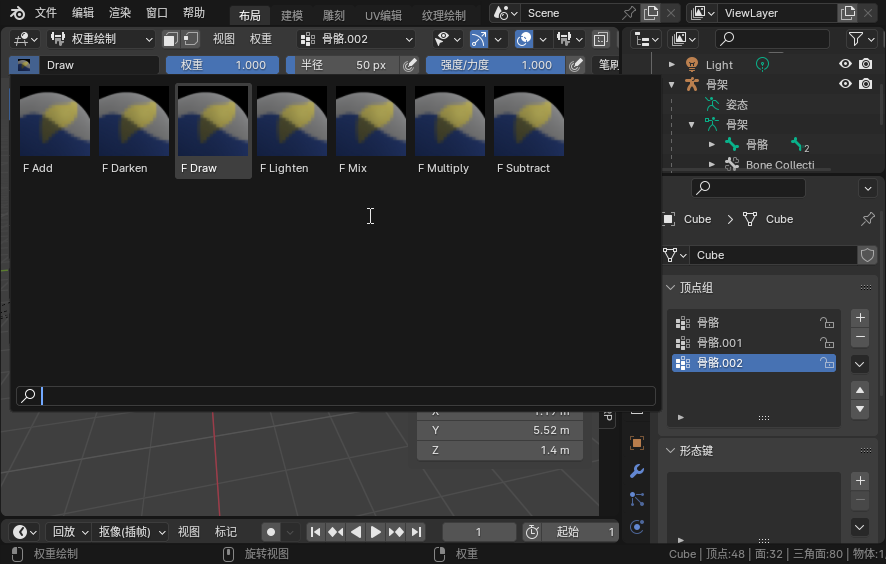 文件 编辑 渲染 窗口 帮助 布局 建模 雕刻 UV编辑 纹理绘制 Scene ViewLayer
权重绘制 视图 权重 骨骼.002
Draw 权重 1.000 半径 50 px 强度/力度 1.000 笔刷
F Add F Darken F Draw F Lighten F Mix F Multiply F Subtract
Light
骨架
姿态
骨架
骨骼 2
Bone Collecti
Cube > Cube
Cube
顶点组
骨骼
骨骼.001
骨骼.002
Y 5.52 m
Z 1.4 m
形态键
回放 抠像(插帧) 视图 标记 1 起始 1
权重绘制 旋转视图 权重 Cube | 顶点:48 | 面:32 | 三角面:80 | 物体:1